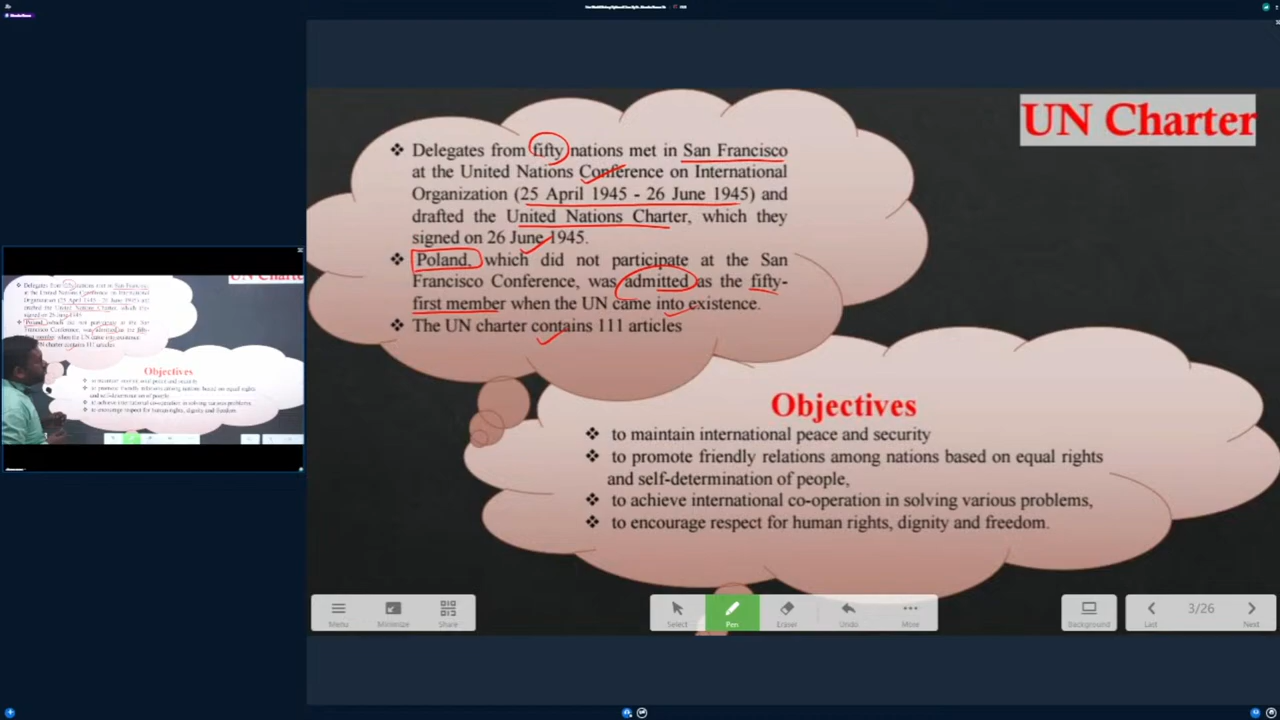 UN Charter
❖ Delegates from fifty nations met in San Francisco
at the United Nations Conference on International
Organization (25 April 1945 - 26 June 1945) and
drafted the United Nations Charter, which they
signed on 26 June 1945.
❖ Poland, which did not participate at the San
Francisco Conference, was admitted as the fifty-
first member when the UN came into existence.
❖ The UN charter contains 111 articles
Objectives
❖ to maintain international peace and security
❖ to promote friendly relations among nations based on equal rights
and self-determination of people,
❖ to achieve international co-operation in solving various problems,
❖ to encourage respect for human rights, dignity and freedom.
Menu
Minimize
Share
Select
Pen
Eraser
Undo
More
Background
Last
3/26
Next